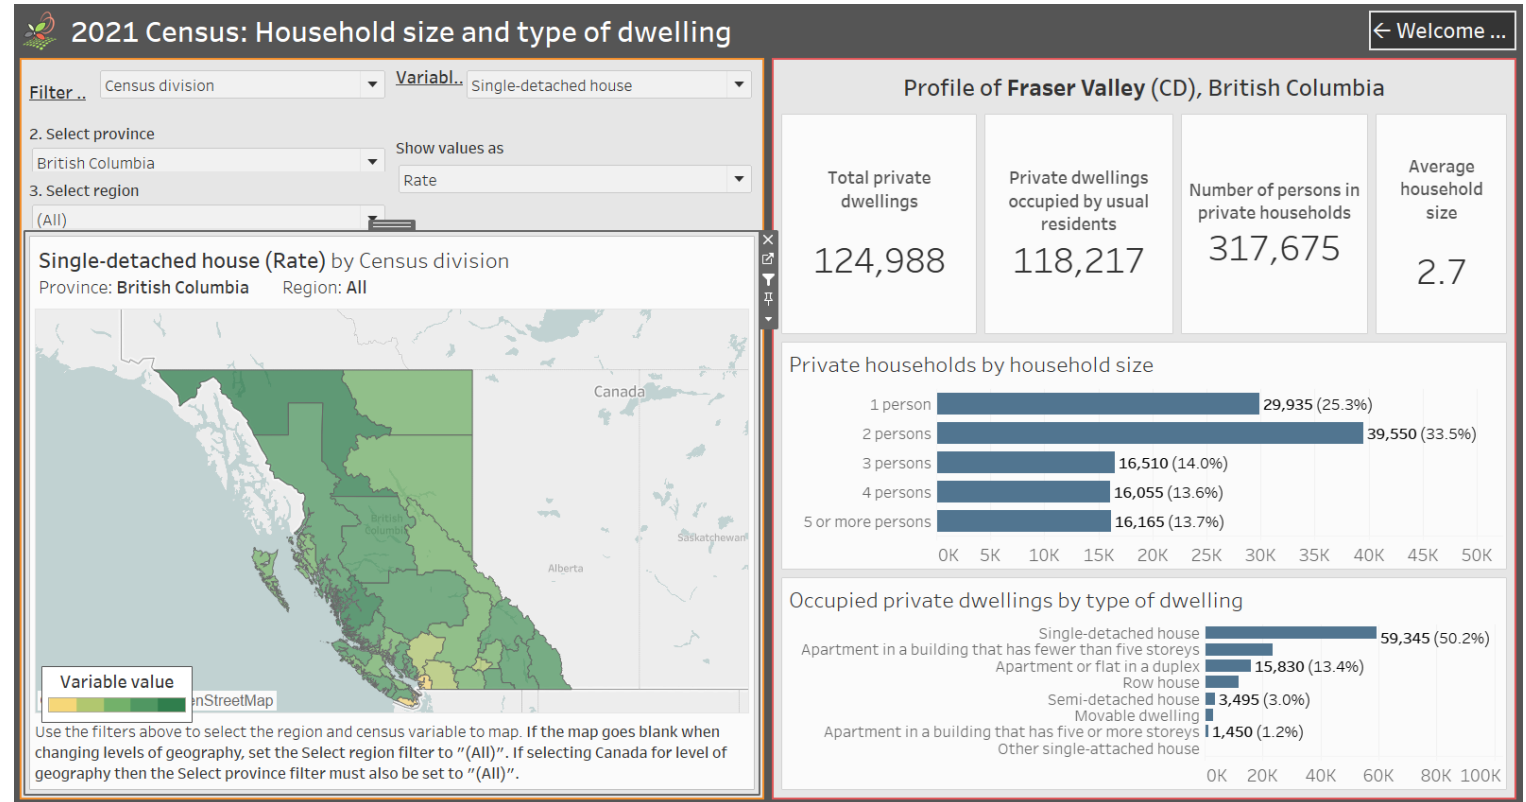 2021 Census: Household size and type of dwelling
← Welcome ...
Filter ..
Census division
Variabl..
Single-detached house
2. Select province
British Columbia
Show values as
Rate
3. Select region
(All)
Single-detached house (Rate) by Census division
Province: British Columbia Region: All
Canada
British
Columbia
Saskatchewan
Alberta
Variable value
enStreetMap
Use the filters above to select the region and census variable to map. If the map goes blank when
changing levels of geography, set the Select region filter to "(All)". If selecting Canada for level of
geography then the Select province filter must also be set to "(All)".
Profile of Fraser Valley (CD), British Columbia
Total private
dwellings
124,988
Private dwellings
occupied by usual
residents
118,217
Number of persons in
private households
317,675
Average
household
size
2.7
Private households by household size
1 person 29,935 (25.3%)
2 persons 39,550 (33.5%)
3 persons 16,510 (14.0%)
4 persons 16,055 (13.6%)
5 or more persons 16,165 (13.7%)
0K 5K 10K 15K 20K 25K 30K 35K 40K 45K 50K
Occupied private dwellings by type of dwelling
Single-detached house 59,345 (50.2%)
Apartment in a building that has fewer than five storeys
Apartment or flat in a duplex 15,830 (13.4%)
Row house
Semi-detached house 3,495 (3.0%)
Movable dwelling
Apartment in a building that has five or more storeys 1,450 (1.2%)
Other single-attached house
0K 20K 40K 60K 80K 100K